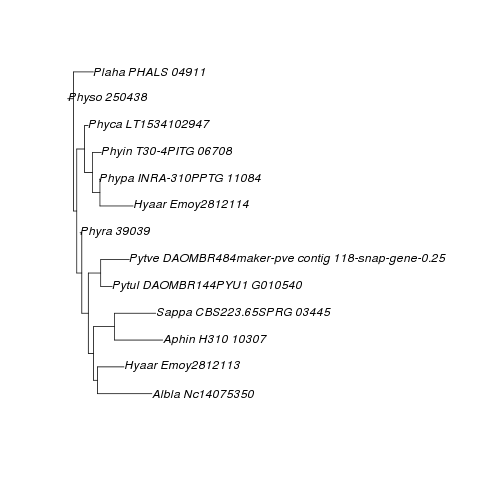 Plaha PHALS 04911
Physo 250438
Phyca LT1534102947
Phyin T30-4PITG 06708
Phypa INRA-310PPTG 11084
Hyaar Emoy2812114
Phyra 39039
Pytve DAOMBR484maker-pve contig 118-snap-gene-0.25
Pytul DAOMBR144PYU1 G010540
Sappa CBS223.65SPRG 03445
Aphin H310 10307
Hyaar Emoy2812113
Albla Nc14075350